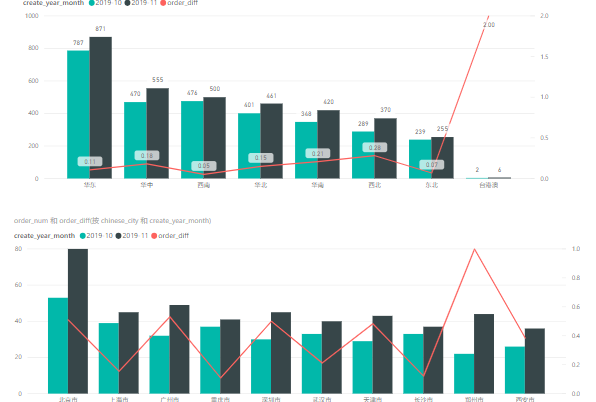 create_year_month 2019-10 2019-11 order_diff
1000 2.0
800 1.5
600
400 1.0
200 0.5
0 0.0
787 871 470 555 476 500 401 461 348 420 289 370 239 255 2 6
0.11 0.18 0.05 0.15 0.21 0.28 0.07 2.00
华东 华中 西南 华北 华南 西北 东北 台港澳
order_num 和 order_diff(按 chinese_city 和 create_year_month)
create_year_month 2019-10 2019-11 order_diff
80 1.0
60 0.8
40 0.6
20 0.4
0 0.2
0.0
北京市 上海市 广州市 重庆市 深圳市 武汉市 天津市 长沙市 郑州市 西安市